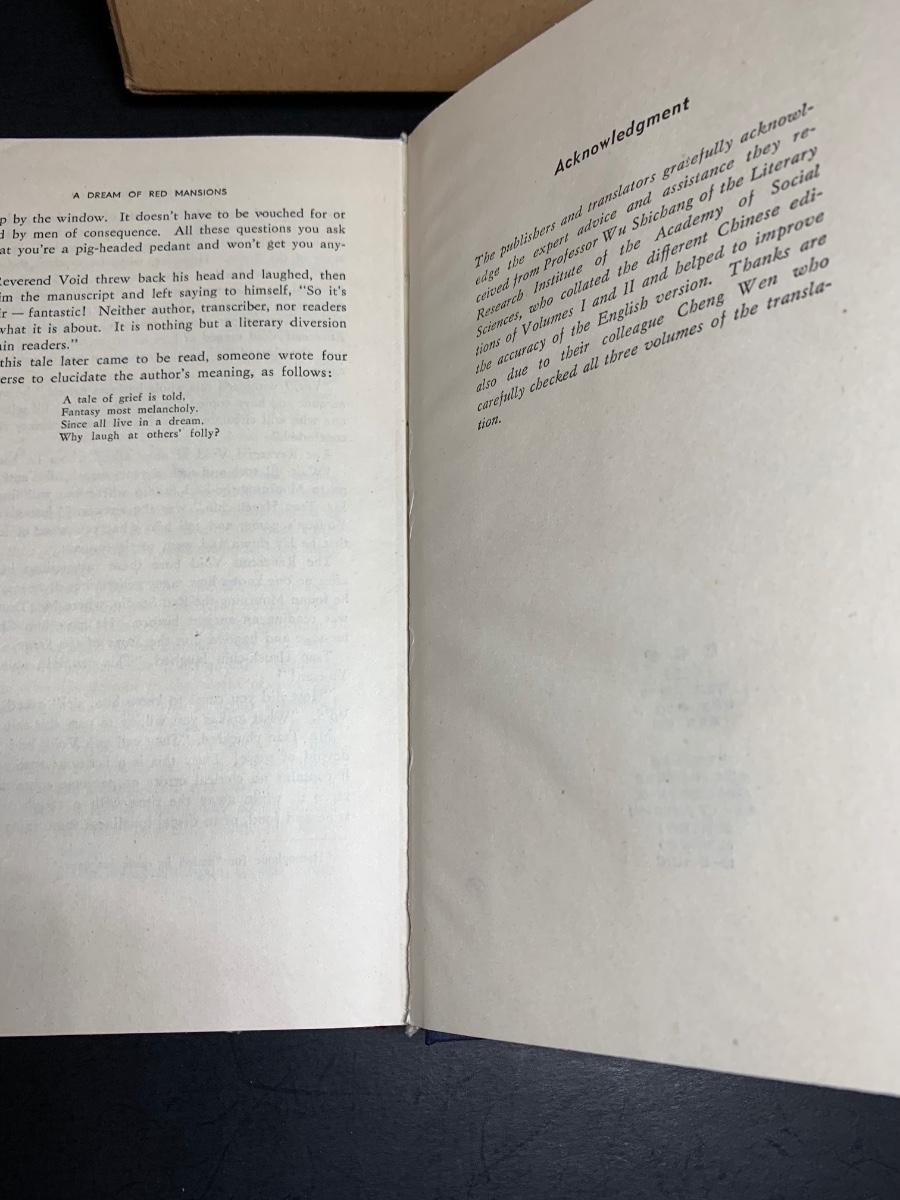 A DREAM OF RED MANSIONS
p by the window. It doesn't have to be vouched for or
d by men of consequence. All these questions you ask
at you're a pig-headed pedant and won't get you any-
Reverend Void threw back his head and laughed, then
im the manuscript and left saying to himself, "So it's
r — fantastic! Neither author, transcriber, nor readers
what it is about. It is nothing but a literary diversion
in readers."
this tale later came to be read, someone wrote four
erse to elucidate the author's meaning, as follows:
A tale of grief is told,
Fantasy most melancholy.
Since all live in a dream,
Why laugh at others' folly?
Acknowledgment
The publishers and translators gratefully acknowl-
edge the expert advice and assistance they re-
ceived from Professor Wu Shichang of the Literary
Research Institute of the Academy of Social
Sciences, who collated the different Chinese edi-
tions of Volumes I and II and helped to improve
the accuracy of the English version. Thanks are
also due to their colleague Cheng Wen who
carefully checked all three volumes of the transla-
tion.